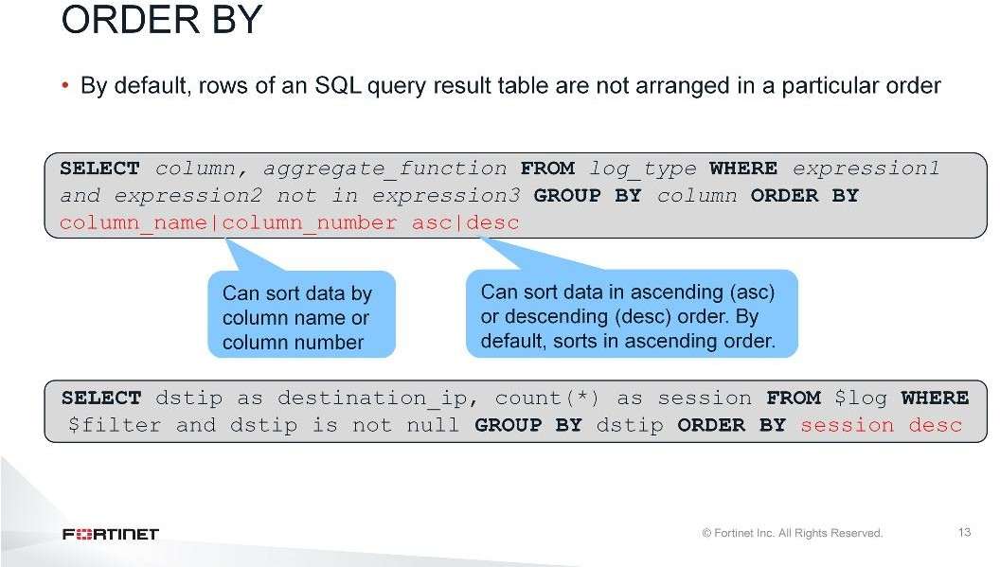 ORDER BY
• By default, rows of an SQL query result table are not arranged in a particular order
SELECT column, aggregate_function FROM log_type WHERE expression1
and expression2 not in expression3 GROUP BY column ORDER BY
column_name|column_number asc|desc
Can sort data by
column name or
column number
Can sort data in ascending (asc)
or descending (desc) order. By
default, sorts in ascending order.
SELECT dstip as destination_ip, count(*) as session FROM $log WHERE
$filter and dstip is not null GROUP BY dstip ORDER BY session desc
FORTINET
© Fortinet Inc. All Rights Reserved.
13